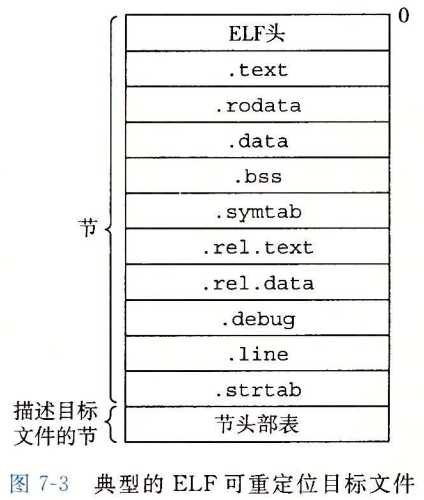 0
ELF头
.text
.rodata
.data
.bss
.symtab
.rel.text
.rel.data
.debug
.line
.strtab
节头部表
节
描述目标
文件的节
图 7-3 典型的 ELF 可重定位目标文件